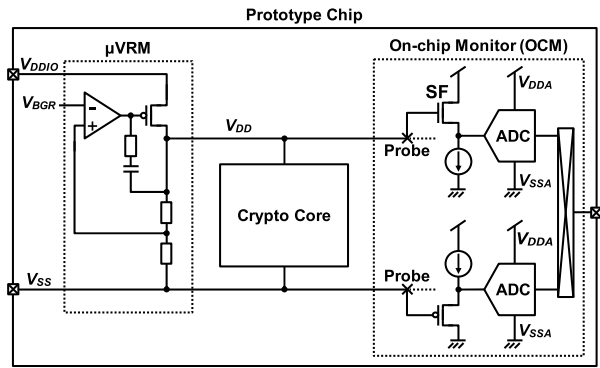 Prototype Chip
μVRM
On-chip Monitor (OCM)
VDDIO
VBGR
-
+
VDD
SF
VDDA
ADC
Probe
VSSA
Crypto Core
VSS
Probe
VDDA
ADC
VSSA